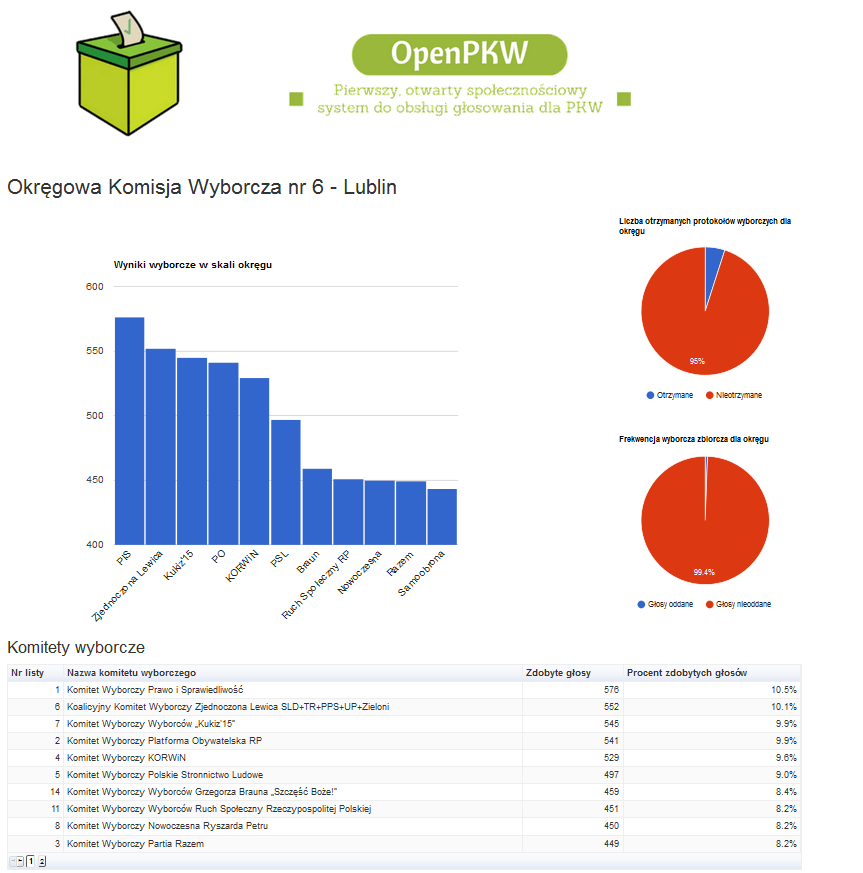 OpenPKW
Pierwszy, otwarty społecznościowy
system do obsługi głosowania dla PKW
Okręgowa Komisja Wyborcza nr 6 - Lublin
Wyniki wyborcze w skali okręgu
600
550
500
450
400
PiS
Zjednoczona Lewica
Kukiz'15
PO
KORWiN
PSL
Braun
Ruch Społeczny RP
Nowoczesna
Razem
Samoobrona
Liczba otrzymanych protokołów wyborczych dla
okręgu
95%
Otrzymane Nieotrzymane
Frekwencja wyborcza zbiorcza dla okręgu
99.4%
Głosy oddane Głosy nieoddane
Komitety wyborcze
Nr listy Nazwa komitetu wyborczego Zdobyte głosy Procent zdobytych głosów
1 Komitet Wyborczy Prawo i Sprawiedliwość 576 10.5%
6 Koalicyjny Komitet Wyborczy Zjednoczona Lewica SLD+TR+PPS+UP+Zieloni 552 10.1%
7 Komitet Wyborczy Wyborców „Kukiz'15” 545 9.9%
2 Komitet Wyborczy Platforma Obywatelska RP 541 9.9%
4 Komitet Wyborczy KORWiN 529 9.6%
5 Komitet Wyborczy Polskie Stronnictwo Ludowe 497 9.0%
14 Komitet Wyborczy Wyborców Grzegorza Brauna „Szczęść Boże!” 459 8.4%
11 Komitet Wyborczy Wyborców Ruch Społeczny Rzeczypospolitej Polskiej 451 8.2%
8 Komitet Wyborczy Nowoczesna Ryszarda Petru 450 8.2%
3 Komitet Wyborczy Partia Razem 449 8.2%
1 2